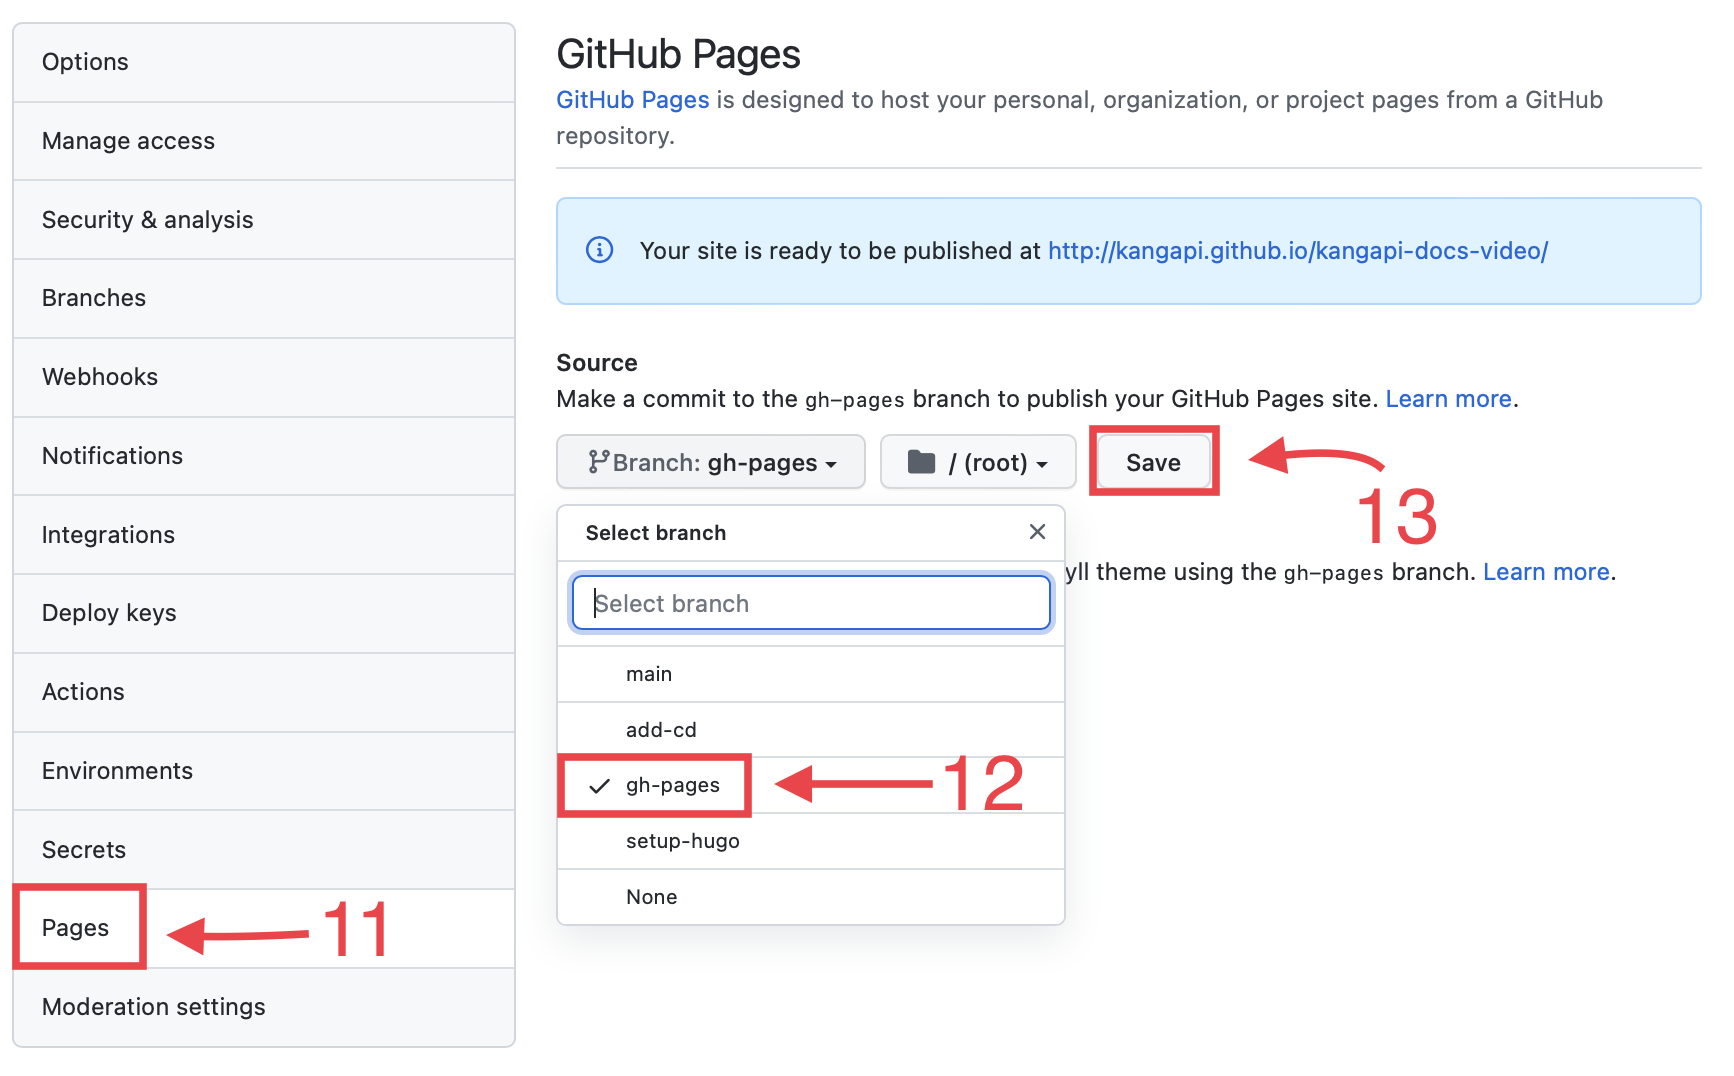 Options
Manage access
Security & analysis
Branches
Webhooks
Notifications
Integrations
Deploy keys
Actions
Environments
Secrets
Pages
11
Moderation settings
GitHub Pages
GitHub Pages is designed to host your personal, organization, or project pages from a GitHub
repository.
Your site is ready to be published at http://kangapi.github.io/kangapi-docs-video/
Source
Make a commit to the gh-pages branch to publish your GitHub Pages site. Learn more.
Branch: gh-pages
/ (root)
Save
13
Select branch
yll theme using the gh-pages branch. Learn more.
Select branch
main
add-cd
gh-pages
12
setup-hugo
None